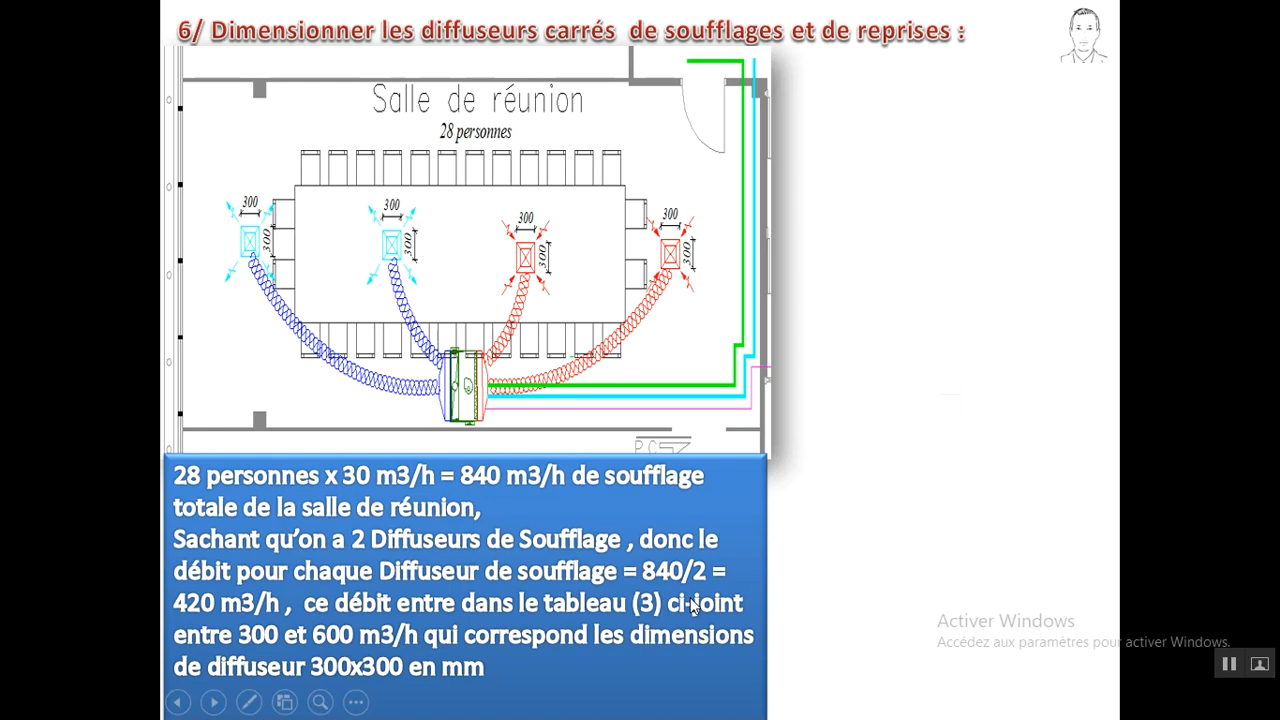 6/ Dimensionner les diffuseurs carrés de soufflages et de reprises :
Salle de réunion
28 personnes
300
300
300
300
300
300
300
300
P.C
28 personnes x 30 m3/h = 840 m3/h de soufflage
totale de la salle de réunion,
Sachant qu'on a 2 Diffuseurs de Soufflage , donc le
débit pour chaque Diffuseur de soufflage = 840/2 =
420 m3/h , ce débit entre dans le tableau (3) ci-joint
entre 300 et 600 m3/h qui correspond les dimensions
de diffuseur 300x300 en mm
Activer Windows
Accédez aux paramètres pour activer Windows.